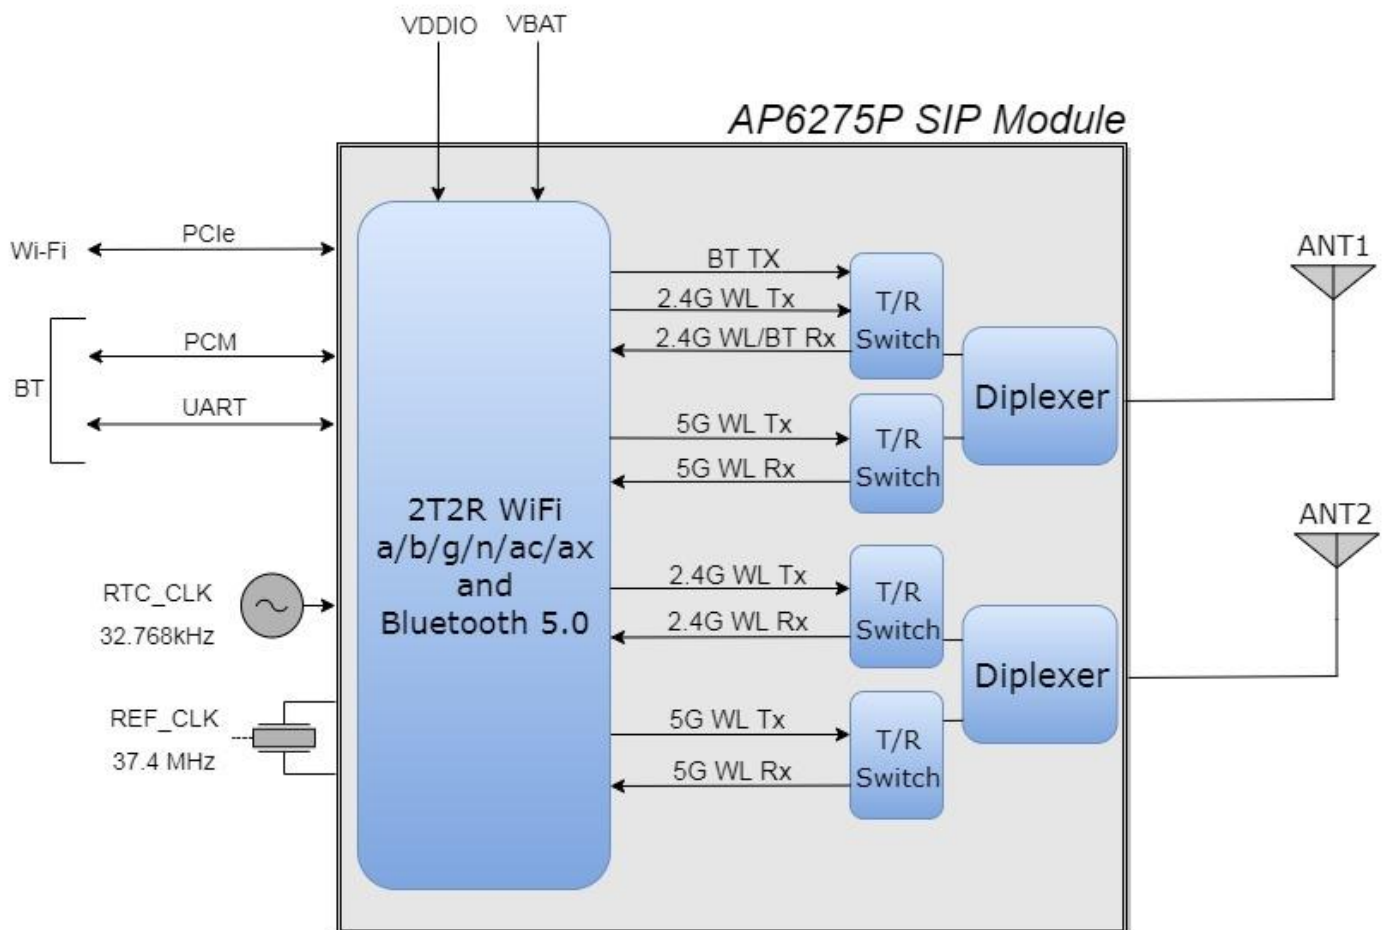 VDDIO
VBAT
AP6275P SIP Module
Wi-Fi
PCIe
BT
PCM
UART
RTC_CLK
32.768kHz
REF_CLK
37.4 MHz
2T2R WiFi
a/b/g/n/ac/ax
and
Bluetooth 5.0
BT TX
2.4G WL Tx
2.4G WL/BT Rx
T/R
Switch
5G WL Tx
5G WL Rx
T/R
Switch
Diplexer
ANT1
2.4G WL Tx
2.4G WL Rx
T/R
Switch
5G WL Tx
5G WL Rx
T/R
Switch
Diplexer
ANT2